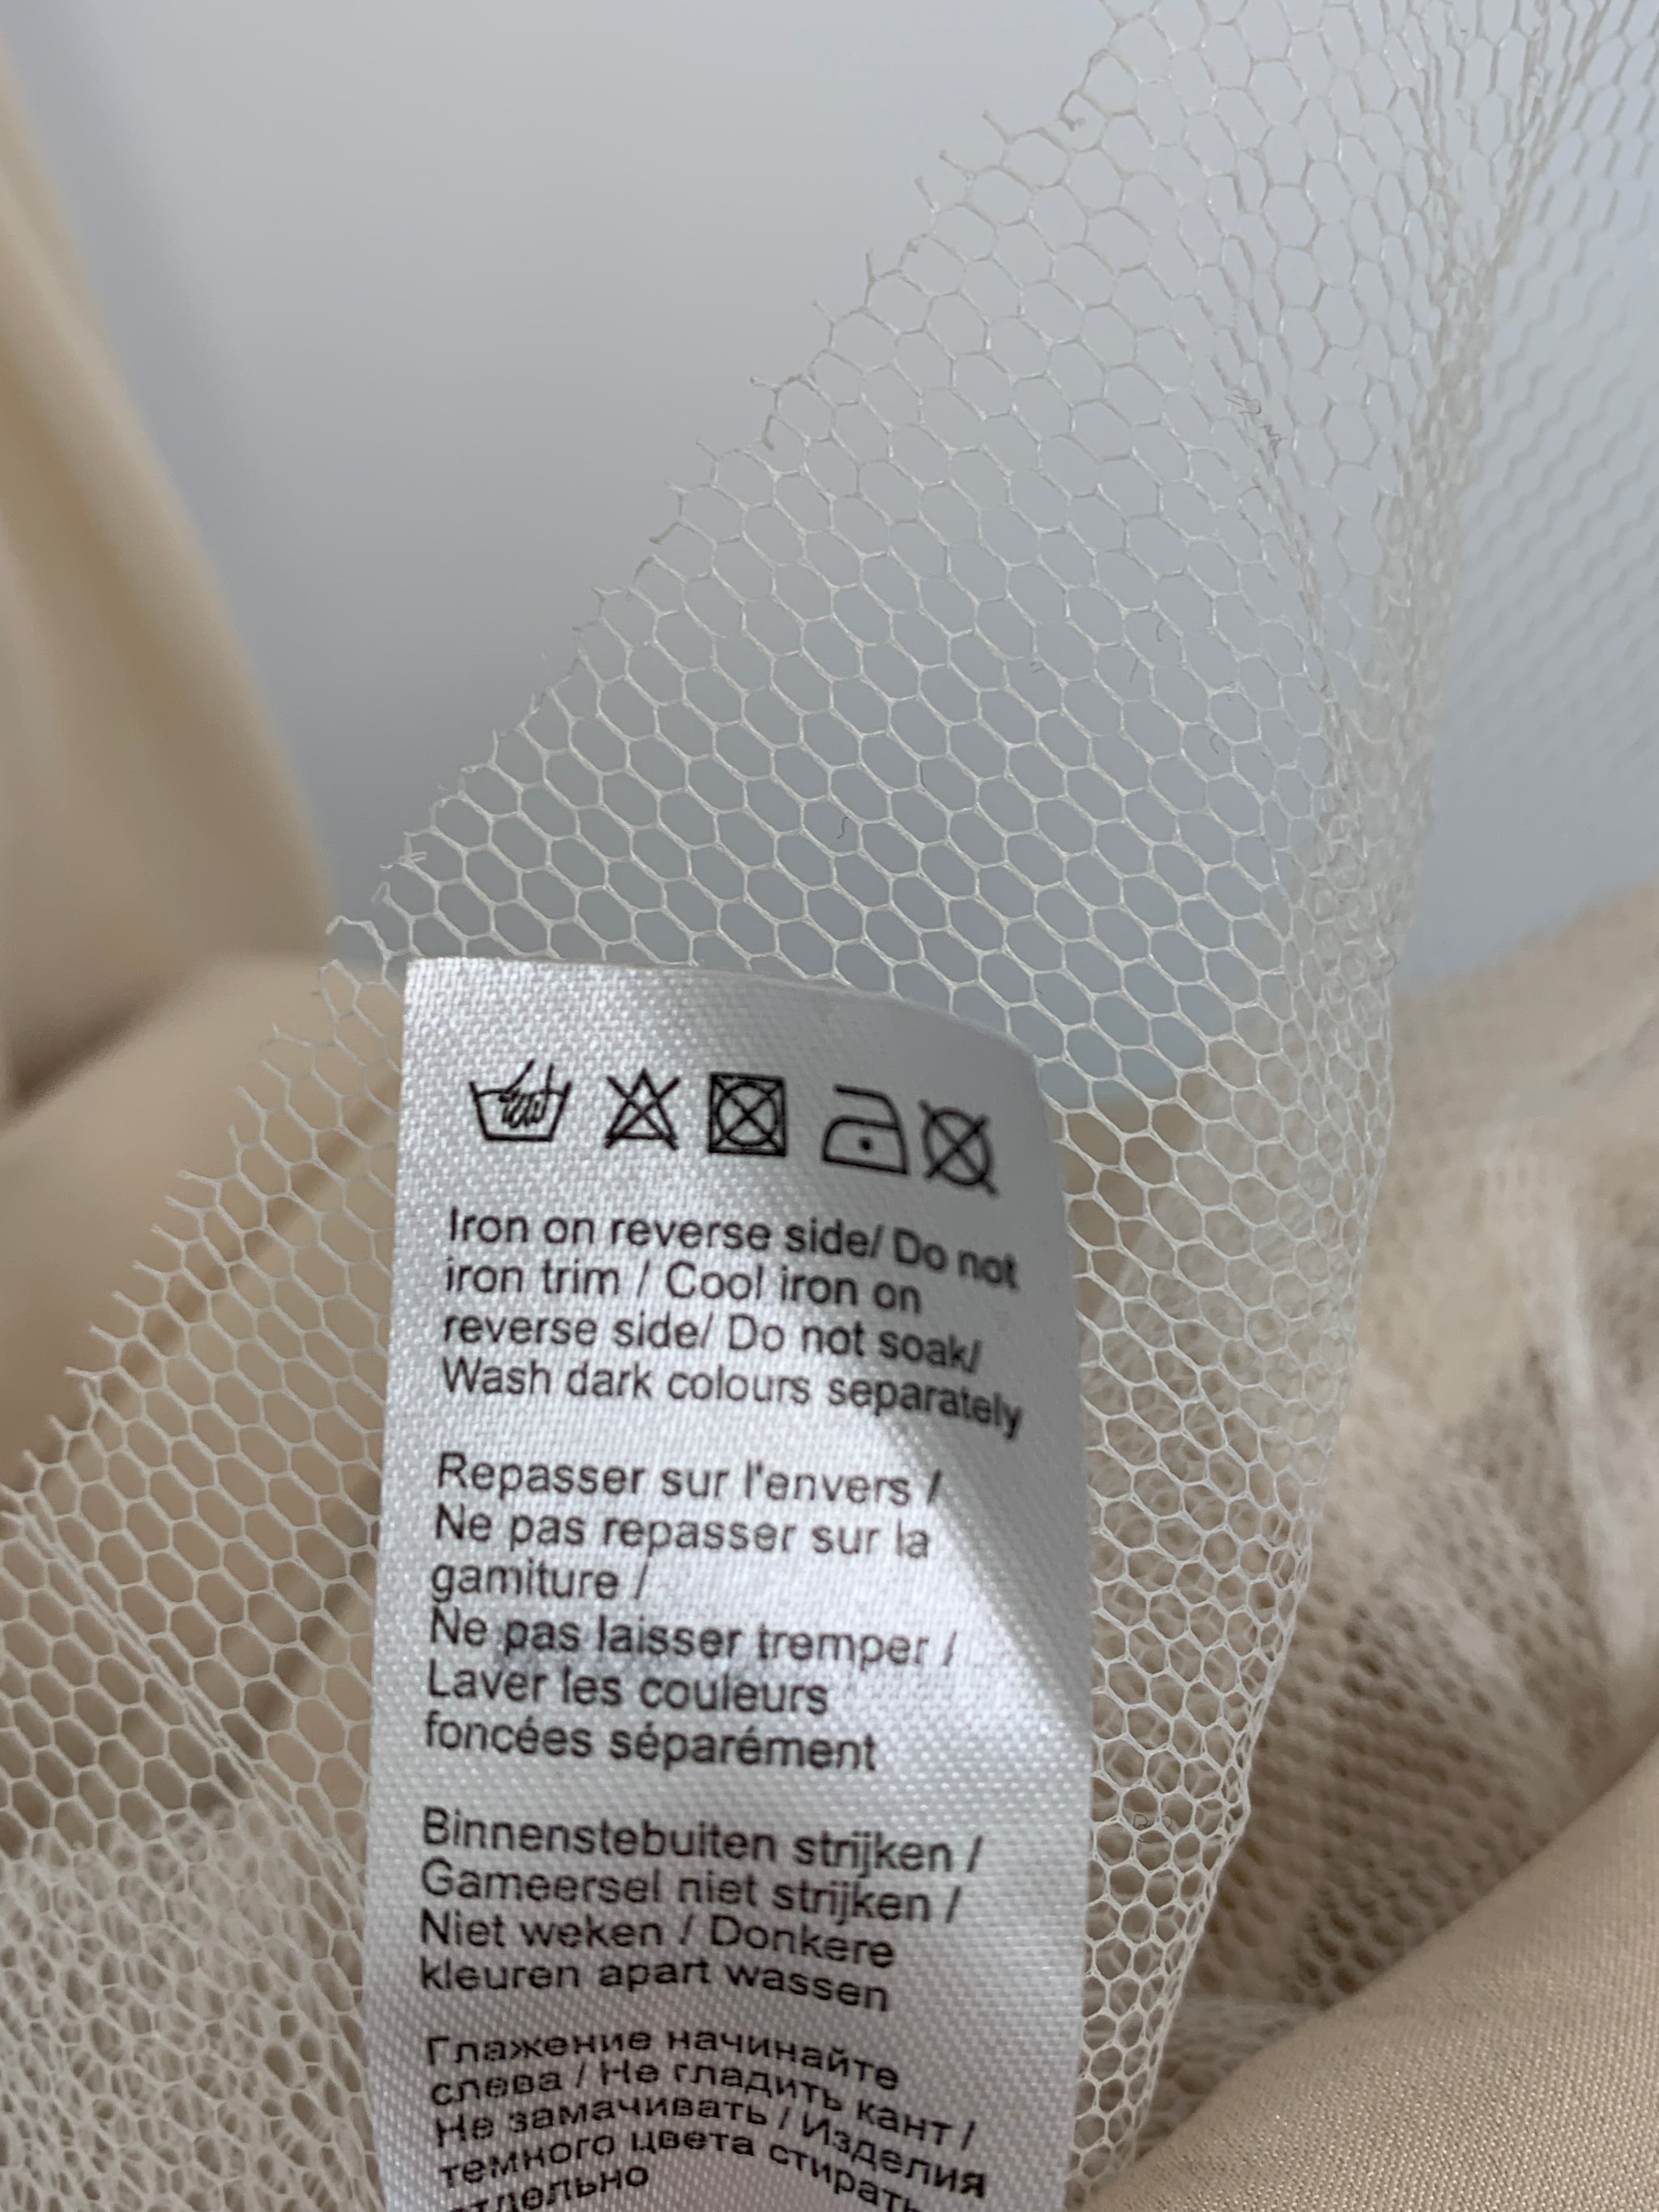 Iron on reverse side/ Do not
iron trim / Cool iron on
reverse side/ Do not soak/
Wash dark colours separately
Repasser sur l'envers /
Ne pas repasser sur la
gamiture /
Ne pas laisser tremper /
Laver les couleurs
foncées séparément
Binnenstebuiten strijken /
Gameersel niet strijken /
Niet weken / Donkere
kleuren apart wassen
Глажение начинайте
слева / Не гладить кант /
Не замачивать / Изделия
темного цвета стирать
отдельно